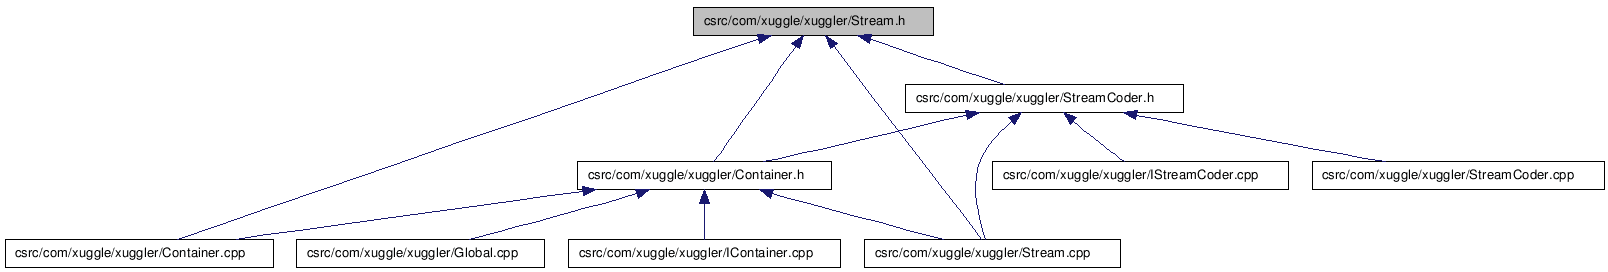 csrc/com/xuggle/xuggler/Stream.h
csrc/com/xuggle/xuggler/StreamCoder.h
csrc/com/xuggle/xuggler/Container.h
csrc/com/xuggle/xuggler/IStreamCoder.cpp
csrc/com/xuggle/xuggler/StreamCoder.cpp
csrc/com/xuggle/xuggler/Container.cpp
csrc/com/xuggle/xuggler/Global.cpp
csrc/com/xuggle/xuggler/IContainer.cpp
csrc/com/xuggle/xuggler/Stream.cpp